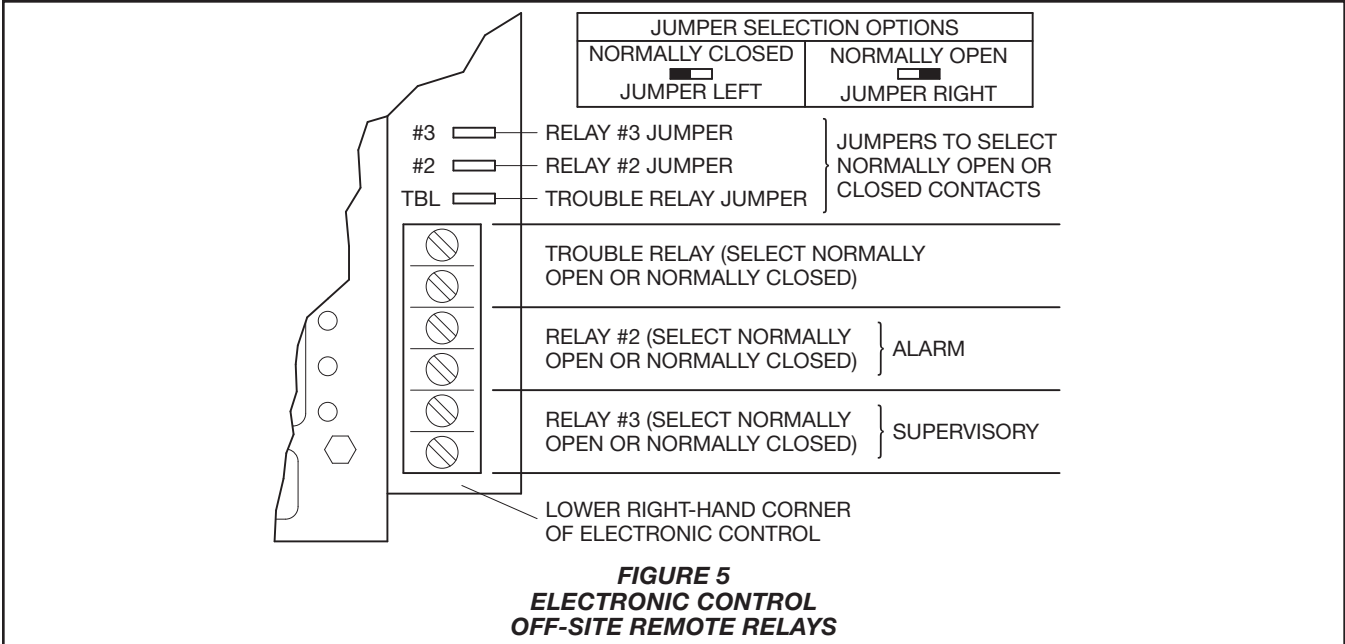 JUMPER SELECTION OPTIONS
NORMALLY CLOSED
JUMPER LEFT
NORMALLY OPEN
JUMPER RIGHT
#3
RELAY #3 JUMPER
#2
RELAY #2 JUMPER
TBL
TROUBLE RELAY JUMPER
JUMPERS TO SELECT
NORMALLY OPEN OR
CLOSED CONTACTS
TROUBLE RELAY (SELECT NORMALLY
OPEN OR NORMALLY CLOSED)
RELAY #2 (SELECT NORMALLY
OPEN OR NORMALLY CLOSED)
ALARM
RELAY #3 (SELECT NORMALLY
OPEN OR NORMALLY CLOSED)
SUPERVISORY
LOWER RIGHT-HAND CORNER
OF ELECTRONIC CONTROL
FIGURE 5
ELECTRONIC CONTROL
OFF-SITE REMOTE RELAYS